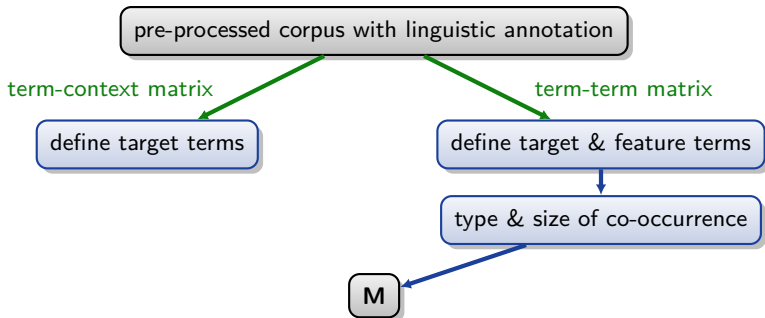 pre-processed corpus with linguistic annotation
term-context matrix
term-term matrix
define target terms
define target & feature terms
type & size of co-occurrence
M